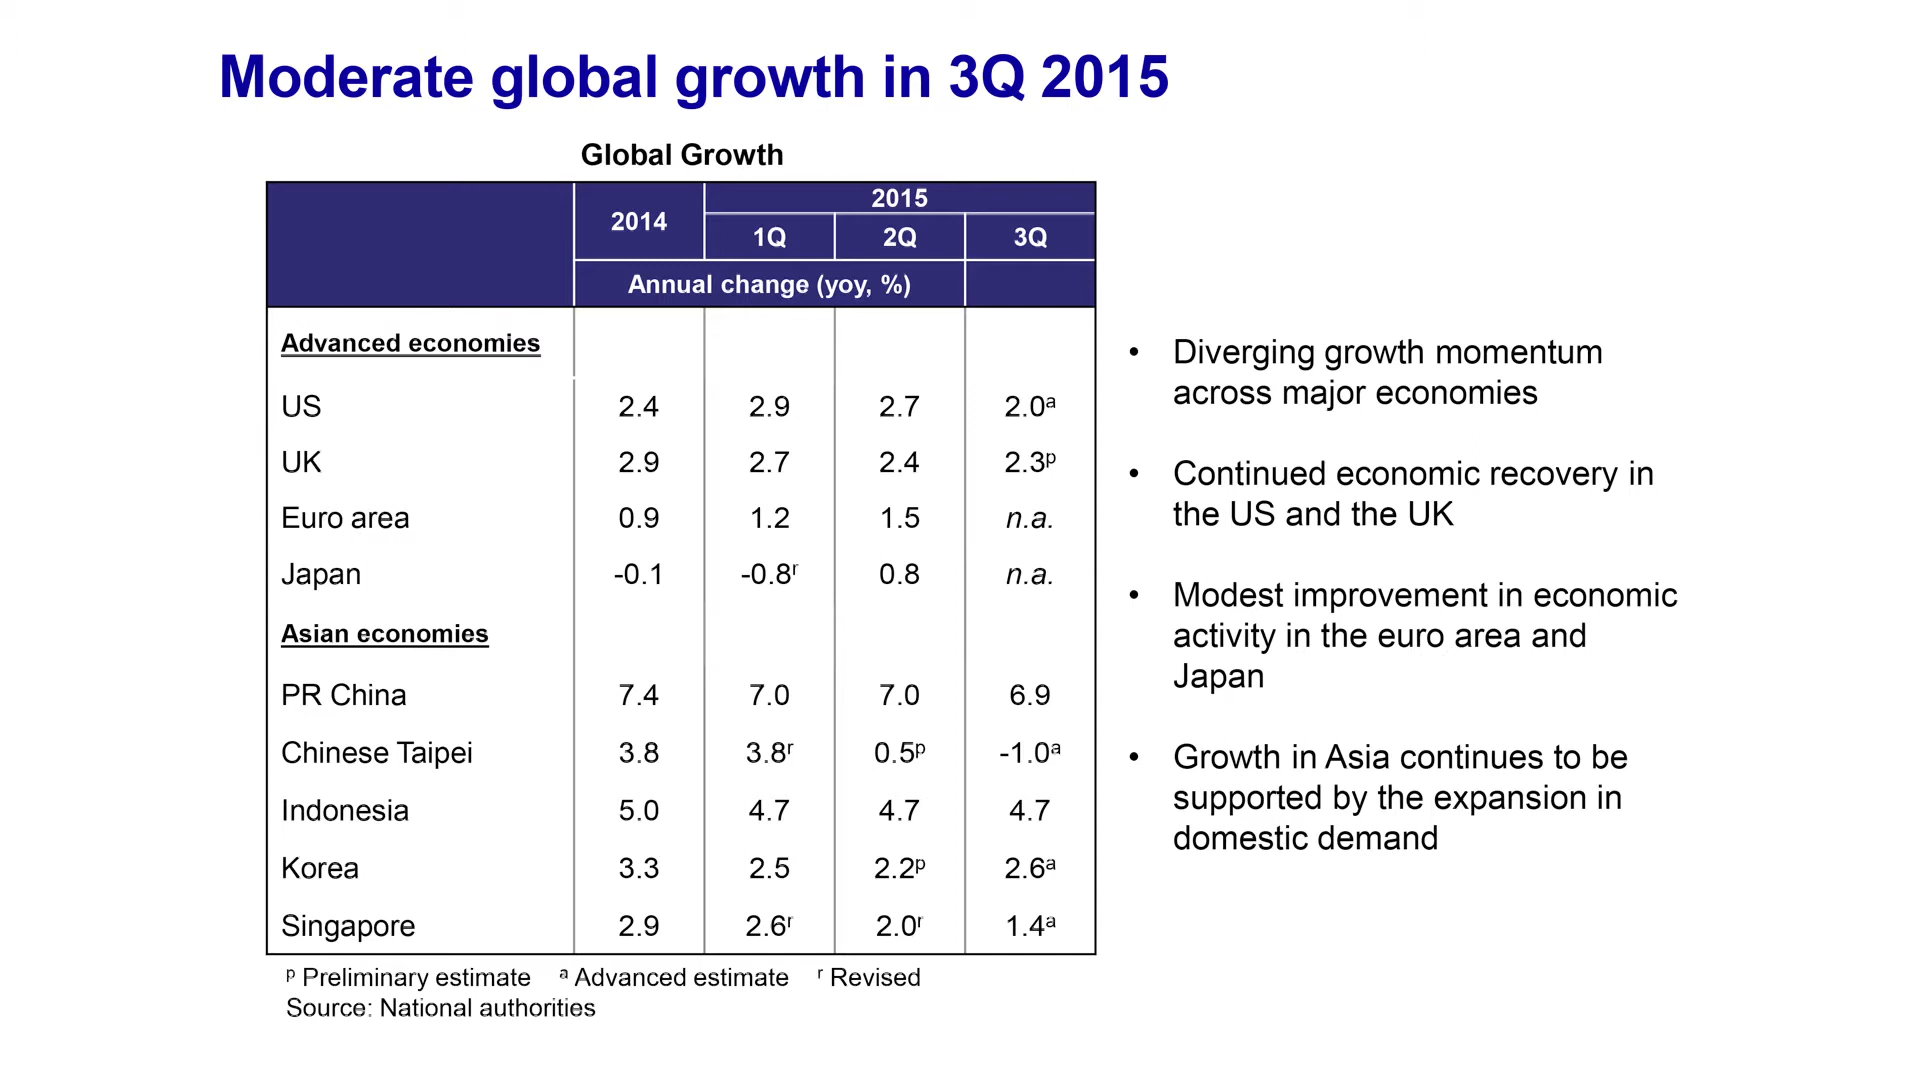 Moderate global growth in 3Q 2015
Global Growth
2014
2015
1Q 2Q 3Q
Annual change (yoy, %)
Advanced economies
US 2.4 2.9 2.7 2.0ᵃ
UK 2.9 2.7 2.4 2.3ᵖ
Euro area 0.9 1.2 1.5 n.a.
Japan -0.1 -0.8ʳ 0.8 n.a.
Asian economies
PR China 7.4 7.0 7.0 6.9
Chinese Taipei 3.8 3.8ʳ 0.5ᵖ -1.0ᵃ
Indonesia 5.0 4.7 4.7 4.7
Korea 3.3 2.5 2.2ᵖ 2.6ᵃ
Singapore 2.9 2.6ʳ 2.0ʳ 1.4ᵃ
ᵖ Preliminary estimate ᵃ Advanced estimate ʳ Revised
Source: National authorities
• Diverging growth momentum
across major economies
• Continued economic recovery in
the US and the UK
• Modest improvement in economic
activity in the euro area and
Japan
• Growth in Asia continues to be
supported by the expansion in
domestic demand